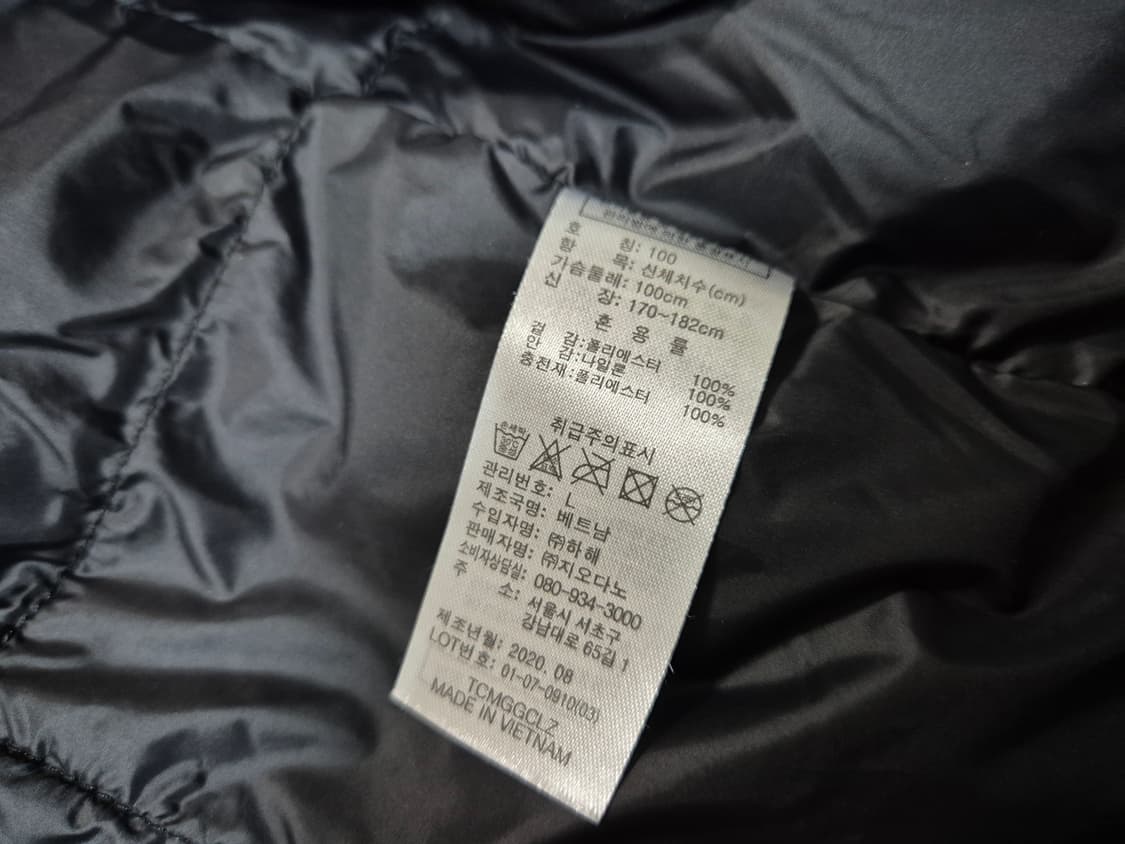 호 칭: 100
항 목: 신체치수(cm)
가슴둘레: 100cm
신 장: 170~182cm
혼 용 률
겉 감:폴리에스터 100%
안 감:나일론 100%
충전재:폴리에스터 100%
취급주의표시
손세탁
관리번호: L
제조국명: 베트남
수입자명: ㈜하해
판매자명: ㈜지오다노
소비자상담실: 080-934-3000
주 소: 서울시 서초구
강남대로 65길 1
제조년월: 2020. 08
LOT번호: 01-07-0910(03)
TCMGGCLZ
MADE IN VIETNAM